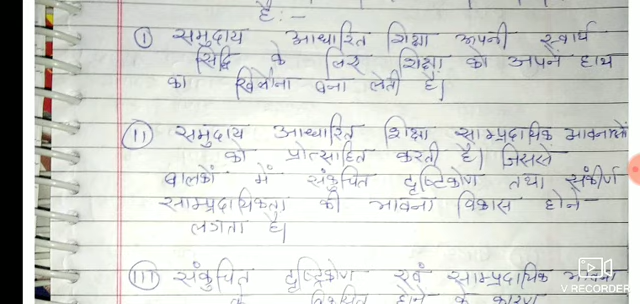 है:-
(I) समुदाय आधारित शिक्षा अपनी स्वार्थ
सिद्धि के लिए शिक्षा को अपने हाथ
का खिलौना बना लेती है।
(II) समुदाय आधारित शिक्षा साम्प्रदायिक भावनाओं
को प्रोत्साहित करती है। जिससे
बालकों में संकुचित दृष्टिकोण तथा संकीर्ण
साम्प्रदायिकता की भावना विकास होने
लगता है।
(III) संकुचित दृष्टिकोण एवं साम्प्रदायिक
के विकसित होने के कारण
V.RECORDER